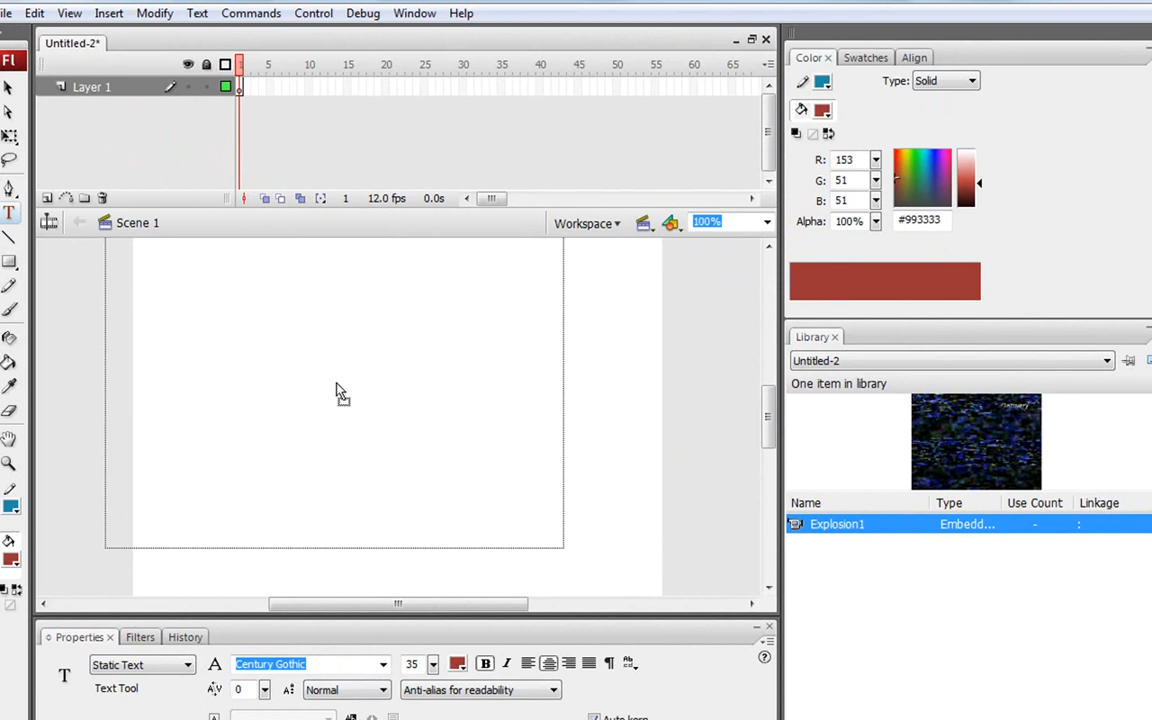 File Edit View Insert Modify Text Commands Control Debug Window Help
Untitled-2*
Fl
1 5 10 15 20 25 30 35 40 45 50 55 60 65
Layer 1
1 12.0 fps 0.0s
Scene 1 Workspace 100%
Color Swatches Align
Type: Solid
R: 153
G: 51
B: 51 #993333
Alpha: 100%
Library
Untitled-2
One item in library
Name Type Use Count Linkage
Explosion1 Embedd... - :
Properties Filters History
T Static Text A Century Gothic 35 B I
Text Tool A/V 0 Normal Anti-alias for readability
Auto kern